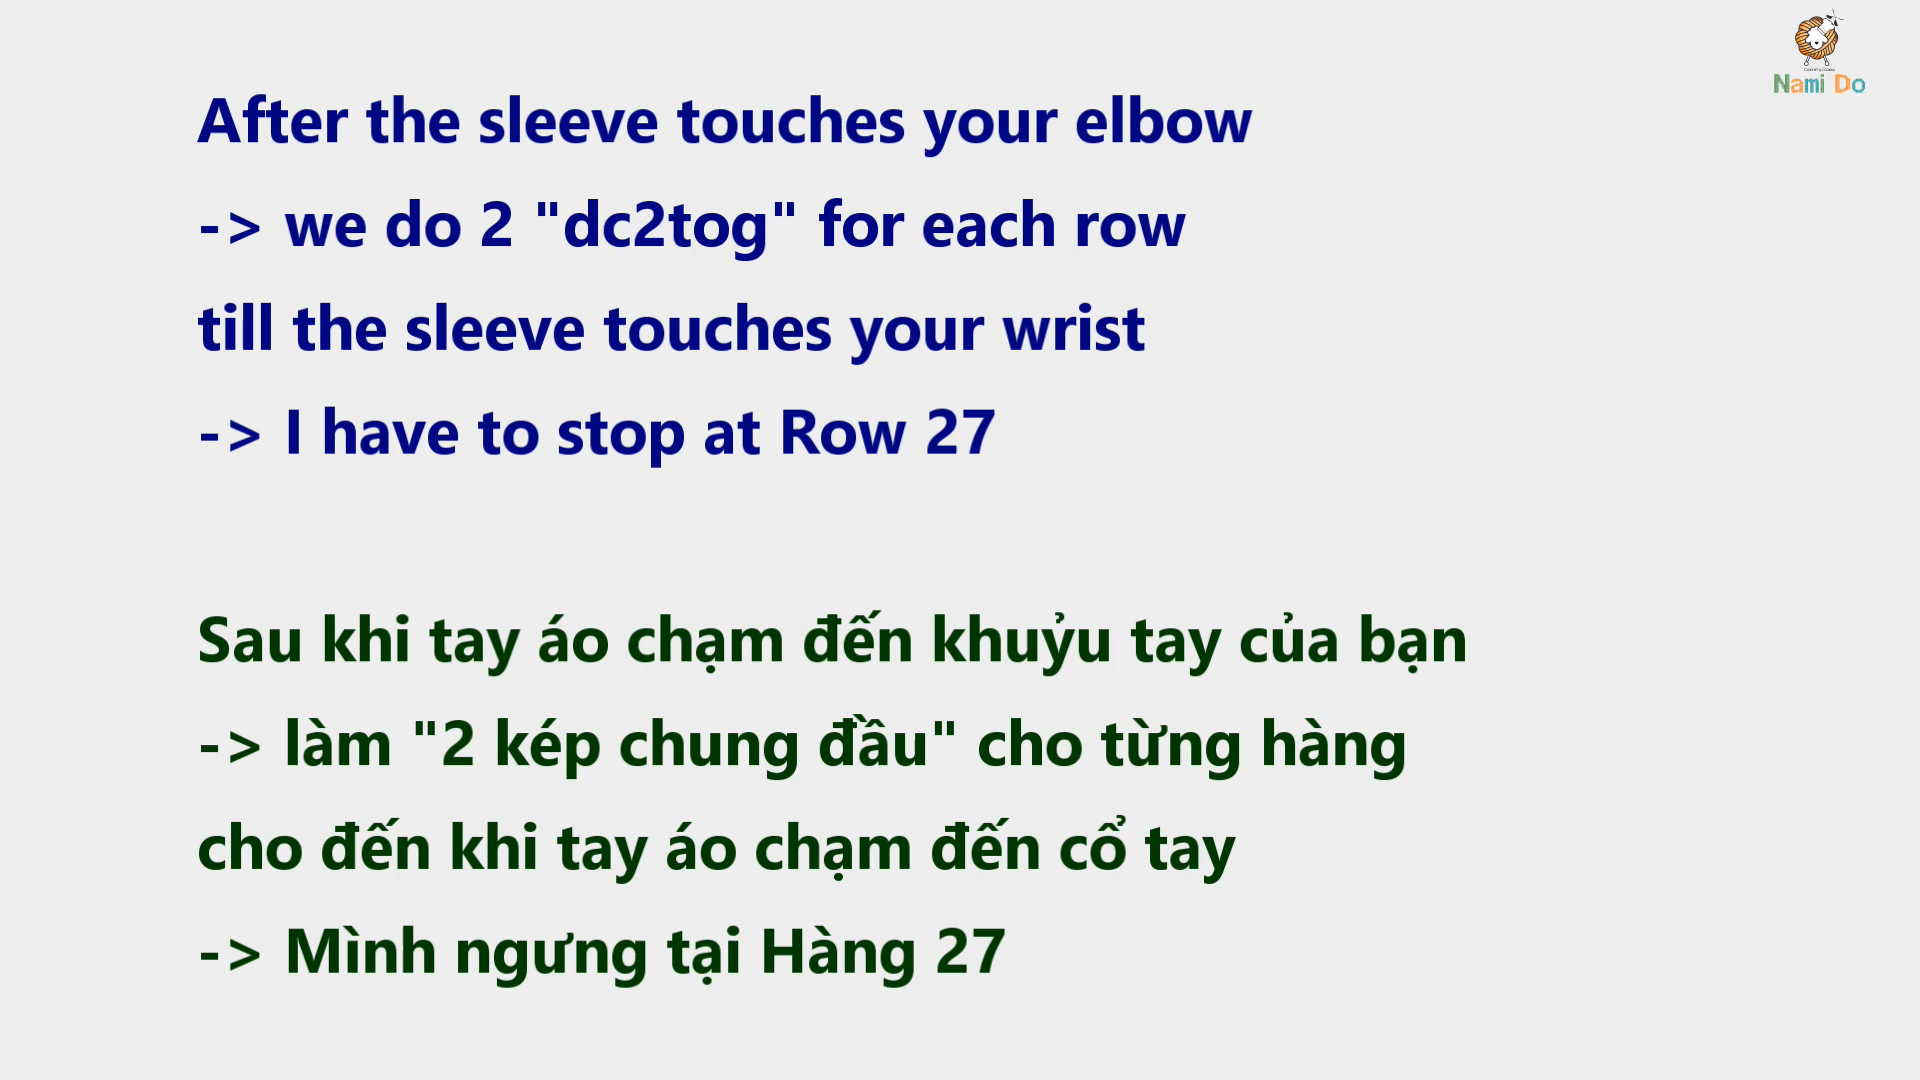 Nami Do
After the sleeve touches your elbow
-> we do 2 "dc2tog" for each row
till the sleeve touches your wrist
-> I have to stop at Row 27
Sau khi tay áo chạm đến khuỷu tay của bạn
-> làm "2 kép chung đầu" cho từng hàng
cho đến khi tay áo chạm đến cổ tay
-> Mình ngưng tại Hàng 27